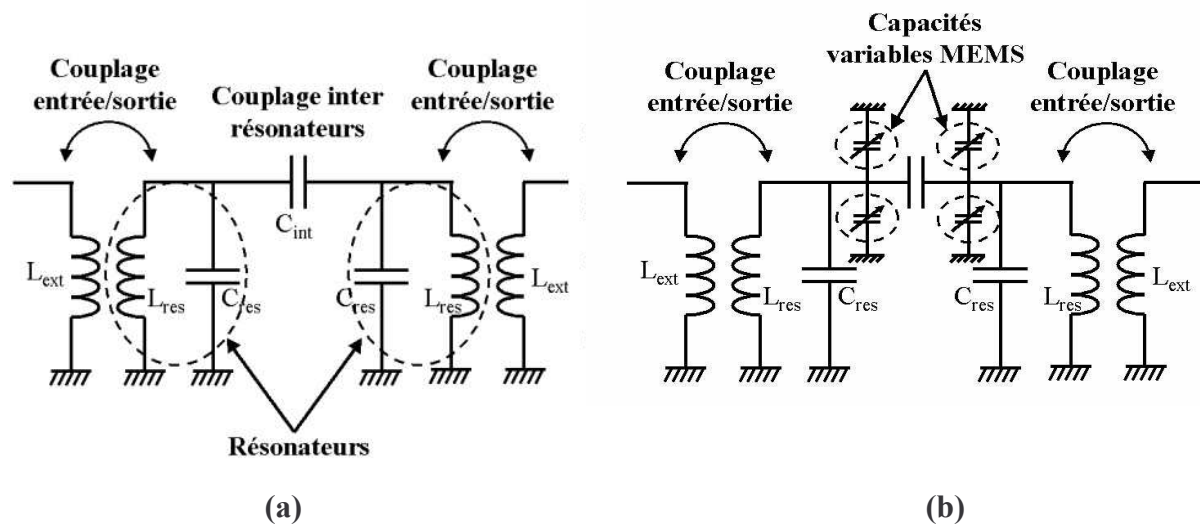 Couplage
entrée/sortie
Couplage inter
résonateurs
Couplage
entrée/sortie
C_int
L_ext
L_res
C_res
C_res
L_res
L_ext
Résonateurs
(a)
Capacités
variables MEMS
Couplage
entrée/sortie
Couplage
entrée/sortie
L_ext
L_res
C_res
C_res
L_res
L_ext
(b)